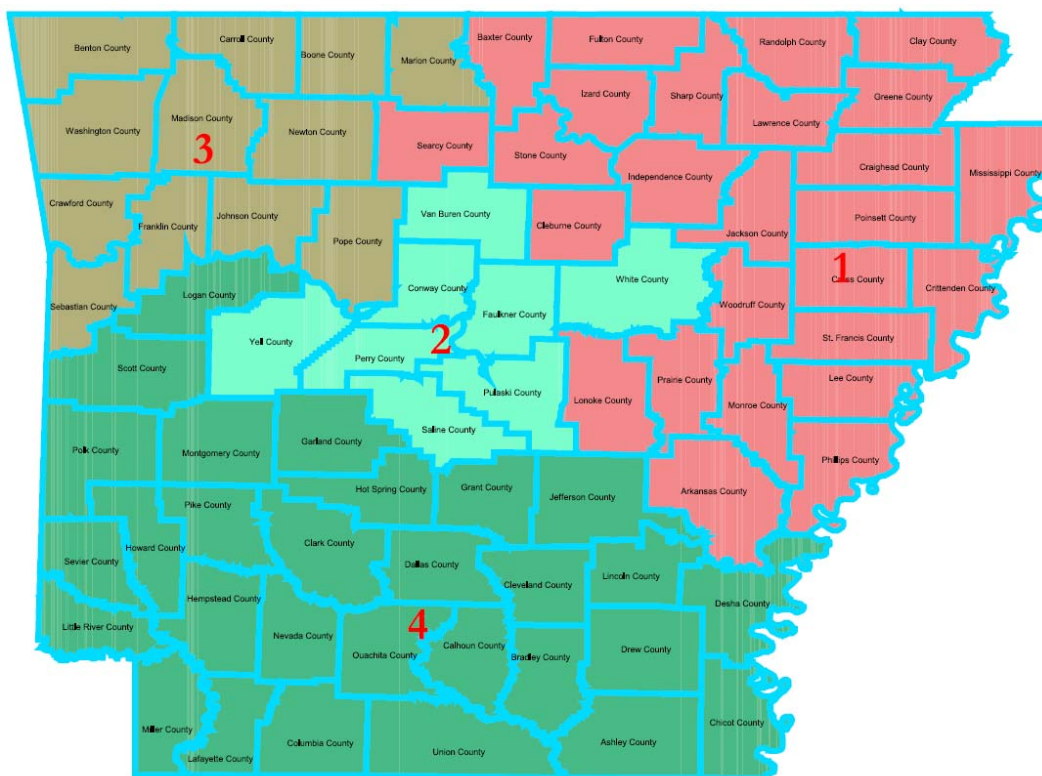 Benton County
Carroll County
Boone County
Marion County
Baxter County
Fulton County
Randolph County
Clay County
Izard County
Sharp County
Greene County
Washington County
Madison County
Newton County
Lawrence County
3
Searcy County
Stone County
Craighead County
Mississippi County
Independence County
Crawford County
Franklin County
Johnson County
Van Buren County
Cleburne County
Poinsett County
Pope County
Jackson County
1
White County
Cross County
Conway County
Crittenden County
Logan County
Sebastian County
Woodruff County
Faulkner County
2
Yell County
St. Francis County
Perry County
Scott County
Prairie County
Lee County
Pulaski County
Lonoke County
Monroe County
Saline County
Garland County
Polk County
Montgomery County
Phillips County
Hot Spring County
Grant County
Arkansas County
Jefferson County
Pike County
Clark County
Howard County
Sevier County
Dallas County
Cleveland County
Lincoln County
Hempstead County
Desha County
4
Little River County
Nevada County
Calhoun County
Drew County
Ouachita County
Bradley County
Chicot County
Miller County
Columbia County
Ashley County
Union County
Lafayette County